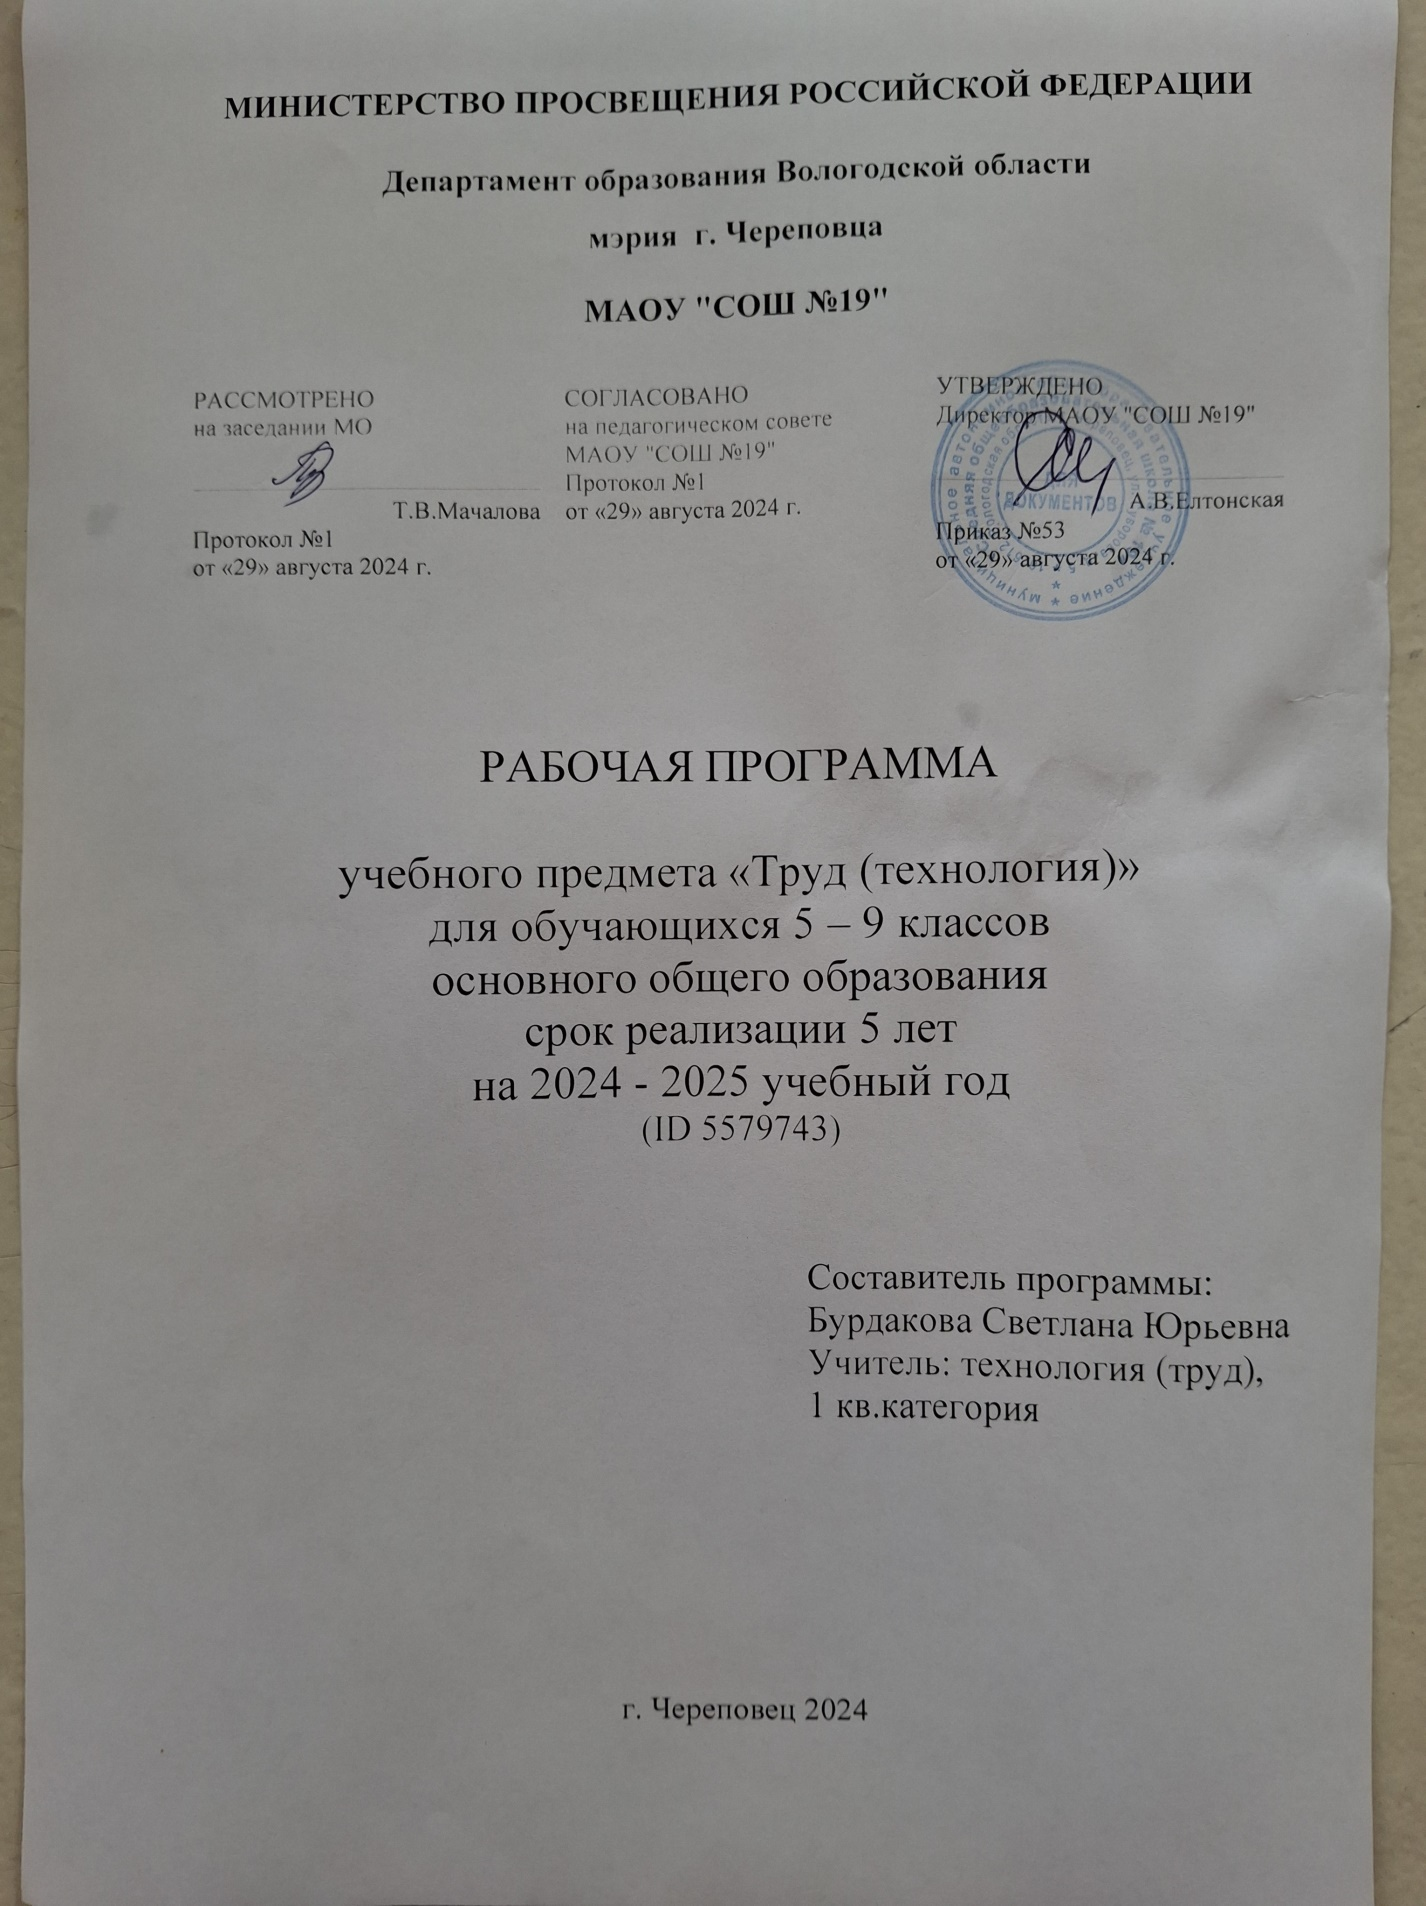 МИНИСТЕРСТВО ПРОСВЕЩЕНИЯ РОССИЙСКОЙ ФЕДЕРАЦИИ
Департамент образования Вологодской области
мэрия г. Череповца
МАОУ "СОШ №19"
РАССМОТРЕНО
на заседании МО
Т.В.Мачалова
Протокол №1
от «29» августа 2024 г.
СОГЛАСОВАНО
на педагогическом совете
МАОУ "СОШ №19"
Протокол №1
от «29» августа 2024 г.
УТВЕРЖДЕНО
Директор МАОУ "СОШ №19"
А.В.Елтонская
Приказ №53
от «29» августа 2024 г.
ДЛЯ
ДОКУМЕНТОВ
РАБОЧАЯ ПРОГРАММА
учебного предмета «Труд (технология)»
для обучающихся 5 – 9 классов
основного общего образования
срок реализации 5 лет
на 2024 - 2025 учебный год
(ID 5579743)
Составитель программы:
Бурдакова Светлана Юрьевна
Учитель: технология (труд),
1 кв.категория
г. Череповец 2024